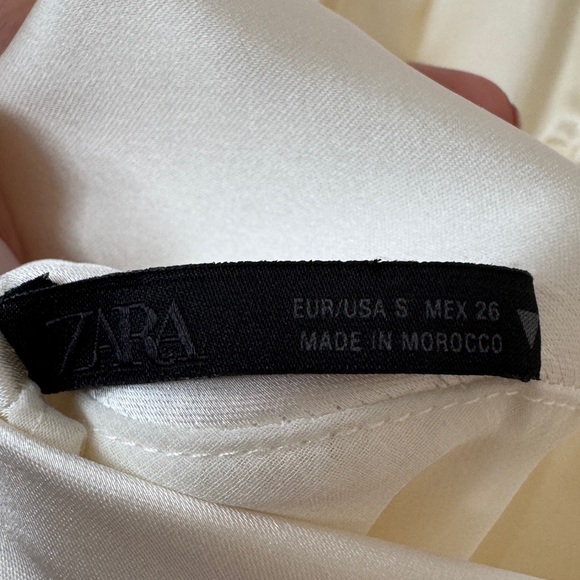 ZARA
EUR/USA S MEX 26
MADE IN MOROCCO